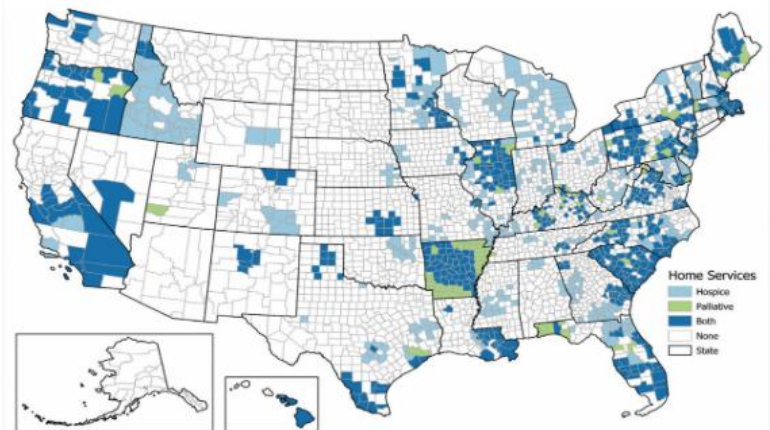 Home Services
Hospice
Palliative
Both
None
State